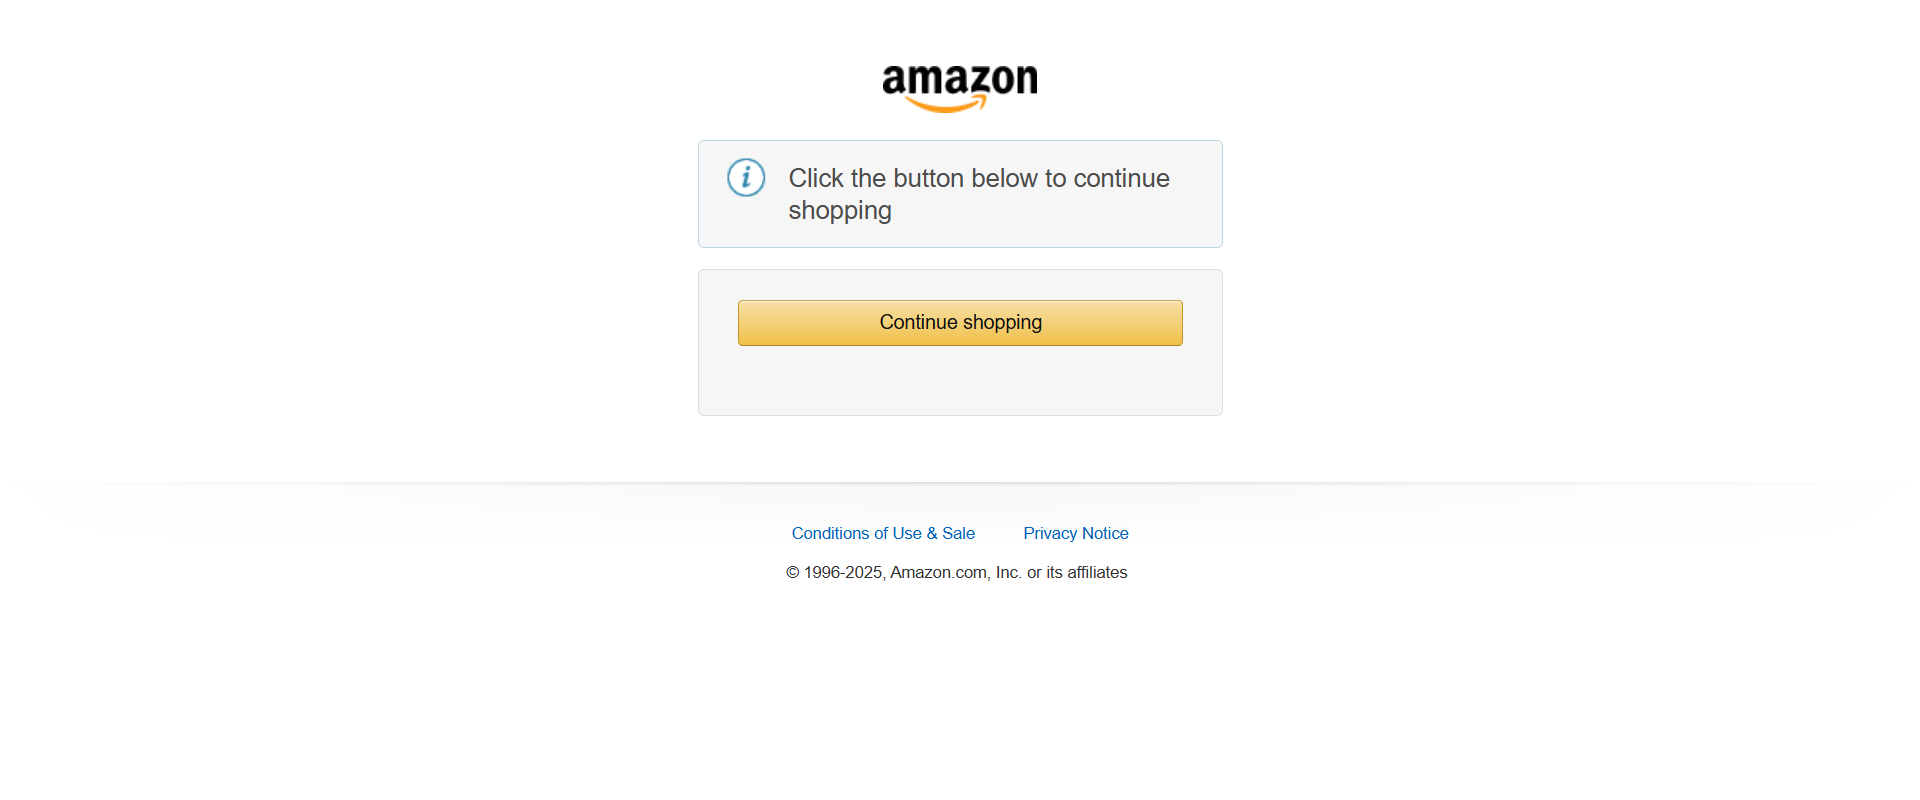 amazon
Click the button below to continue
shopping
Continue shopping
Conditions of Use & Sale Privacy Notice
© 1996-2025, Amazon.com, Inc. or its affiliates